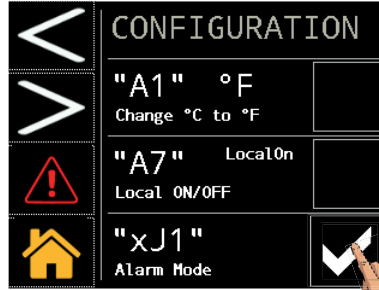 CONFIGURATION
"A1" °F
Change °C to °F
"A7" LocalOn
Local ON/OFF
"xJ1"
Alarm Mode